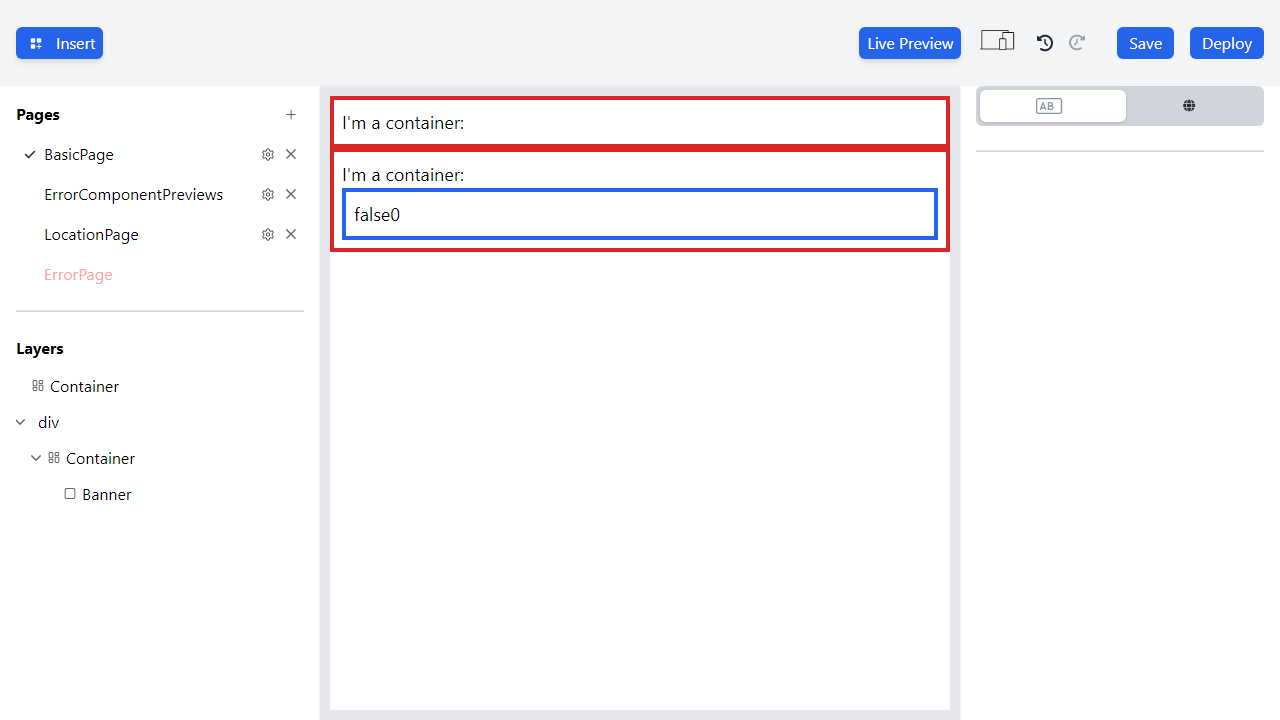 Insert
Live Preview
Save
Deploy
Pages
BasicPage
ErrorComponentPreviews
LocationPage
ErrorPage
Layers
Container
div
Container
Banner
I'm a container:
I'm a container:
false0
AB